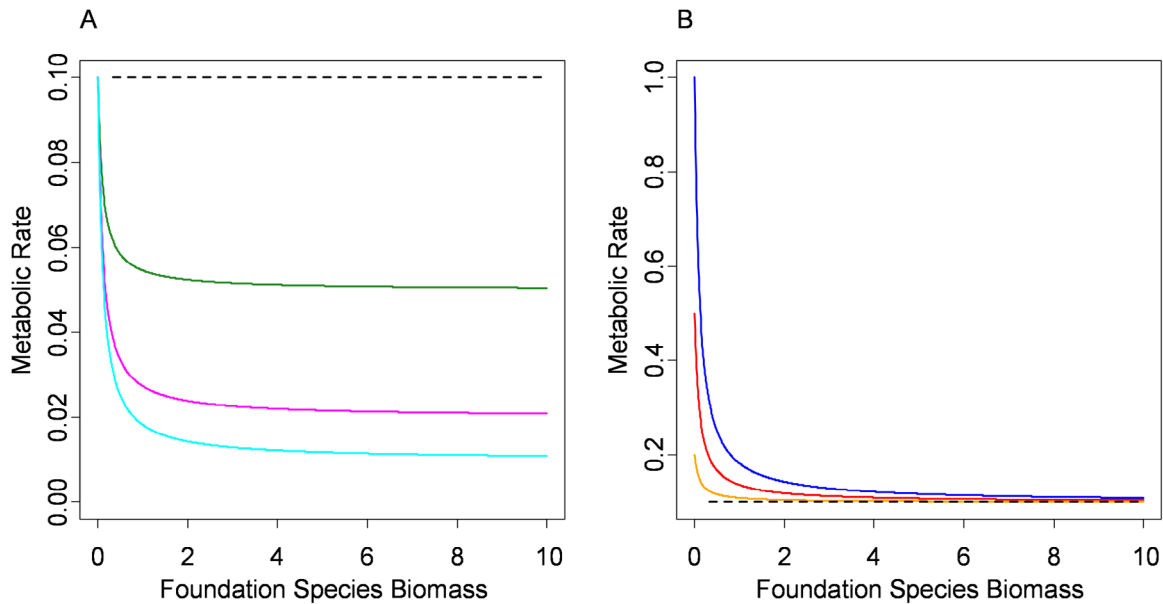 A
Metabolic Rate
0.10
0.08
0.06
0.04
0.02
0.00
0 2 4 6 8 10
Foundation Species Biomass
B
Metabolic Rate
1.0
0.8
0.6
0.4
0.2
0 2 4 6 8 10
Foundation Species Biomass